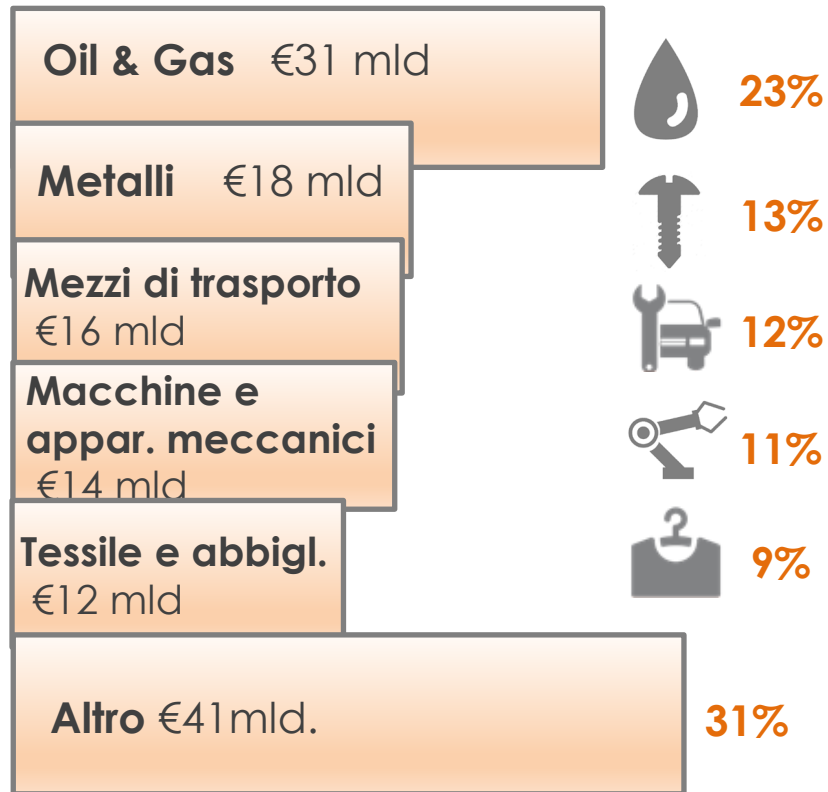 Oil & Gas €31 mld
23%
Metalli €18 mld
13%
Mezzi di trasporto
€16 mld
12%
Macchine e
appar. meccanici
€14 mld
11%
Tessile e abbigl.
€12 mld
9%
Altro €41mld.
31%